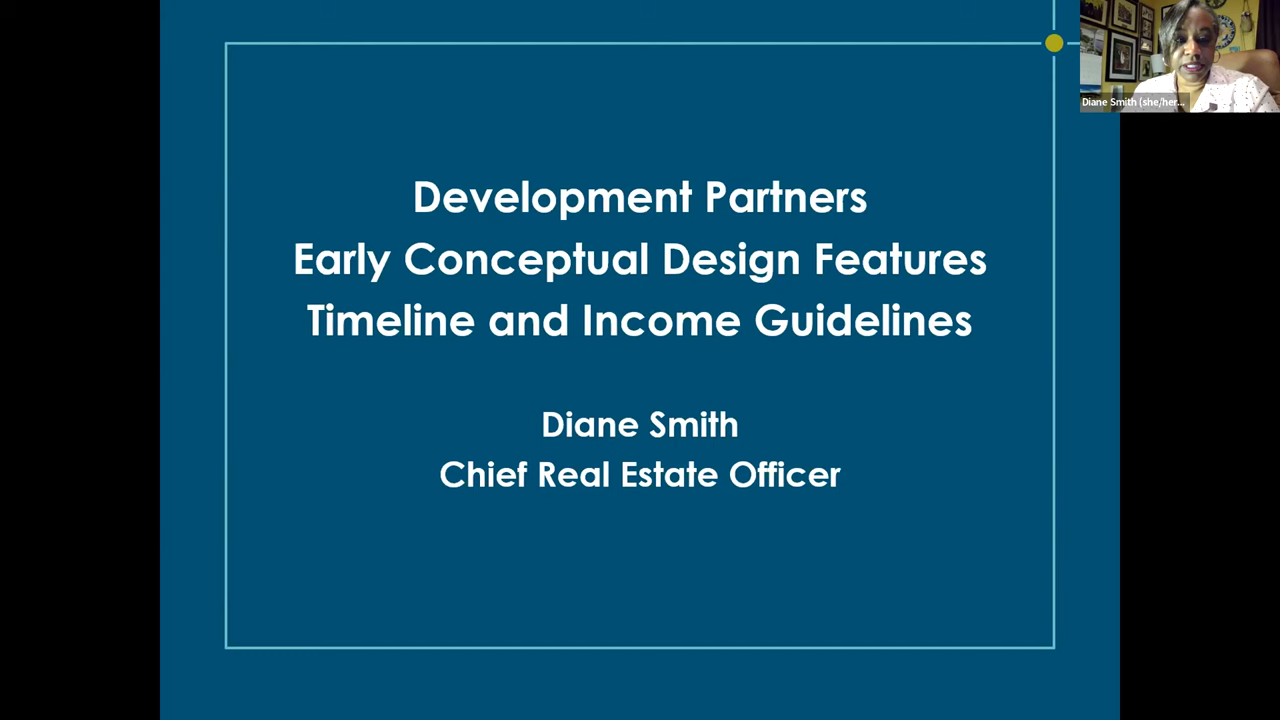 Development Partners
Early Conceptual Design Features
Timeline and Income Guidelines
Diane Smith
Chief Real Estate Officer
Diane Smith (she/her...